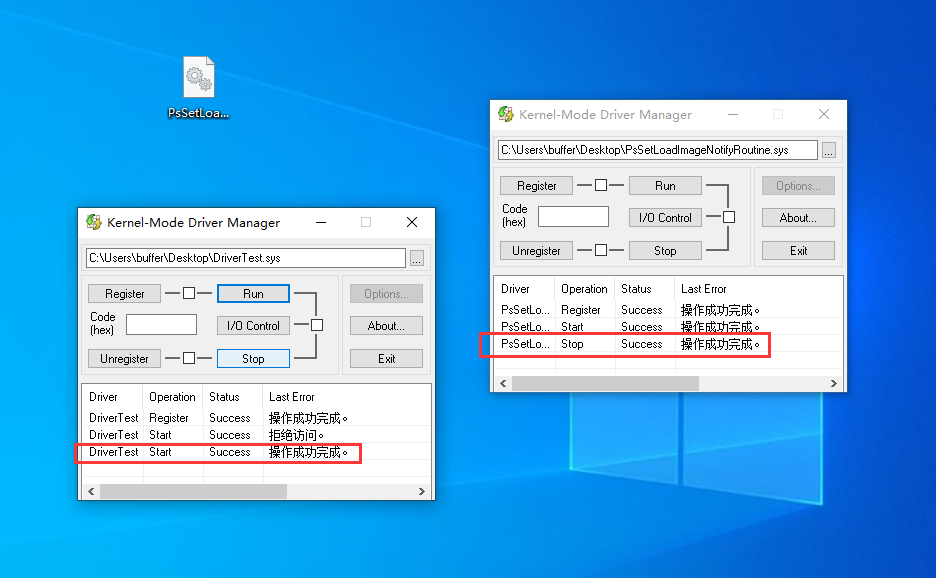 PsSetLoa...
Kernel-Mode Driver Manager
C:\Users\buffer\Desktop\PsSetLoadImageNotifyRoutine.sys
...
Register
Run
Options...
Code
(hex)
I/O Control
About...
Unregister
Stop
Exit
Driver Operation Status Last Error
PsSetLo... Register Success 操作成功完成。
PsSetLo... Start Success 操作成功完成。
PsSetLo... Stop Success 操作成功完成。
Kernel-Mode Driver Manager
C:\Users\buffer\Desktop\DriverTest.sys
...
Register
Run
Options...
Code
(hex)
I/O Control
About...
Unregister
Stop
Exit
Driver Operation Status Last Error
DriverTest Register Success 操作成功完成。
DriverTest Start Success 拒绝访问。
DriverTest Start Success 操作成功完成。